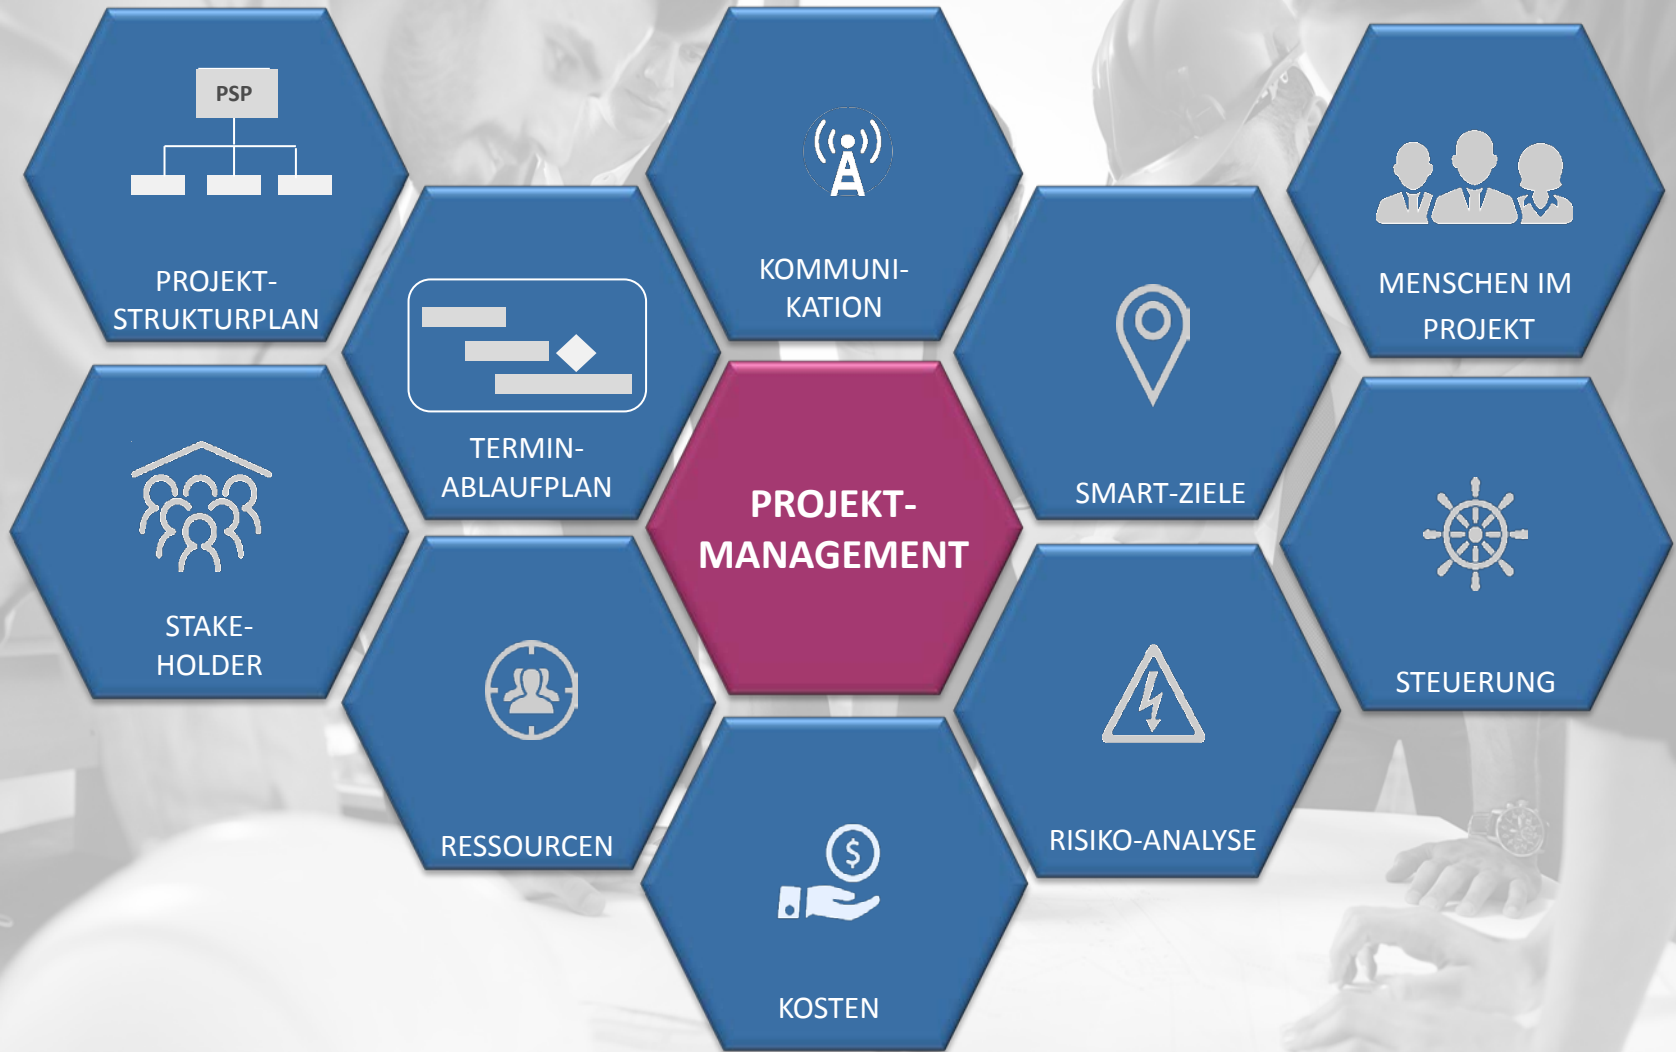 PSP
PROJEKT-
STRUKTURPLAN
KOMMUNI-
KATION
MENSCHEN IM
PROJEKT
TERMIN-
ABLAUFPLAN
SMART-ZIELE
PROJEKT-
MANAGEMENT
STAKE-
HOLDER
STEUERUNG
RESSOURCEN
RISIKO-ANALYSE
$
KOSTEN